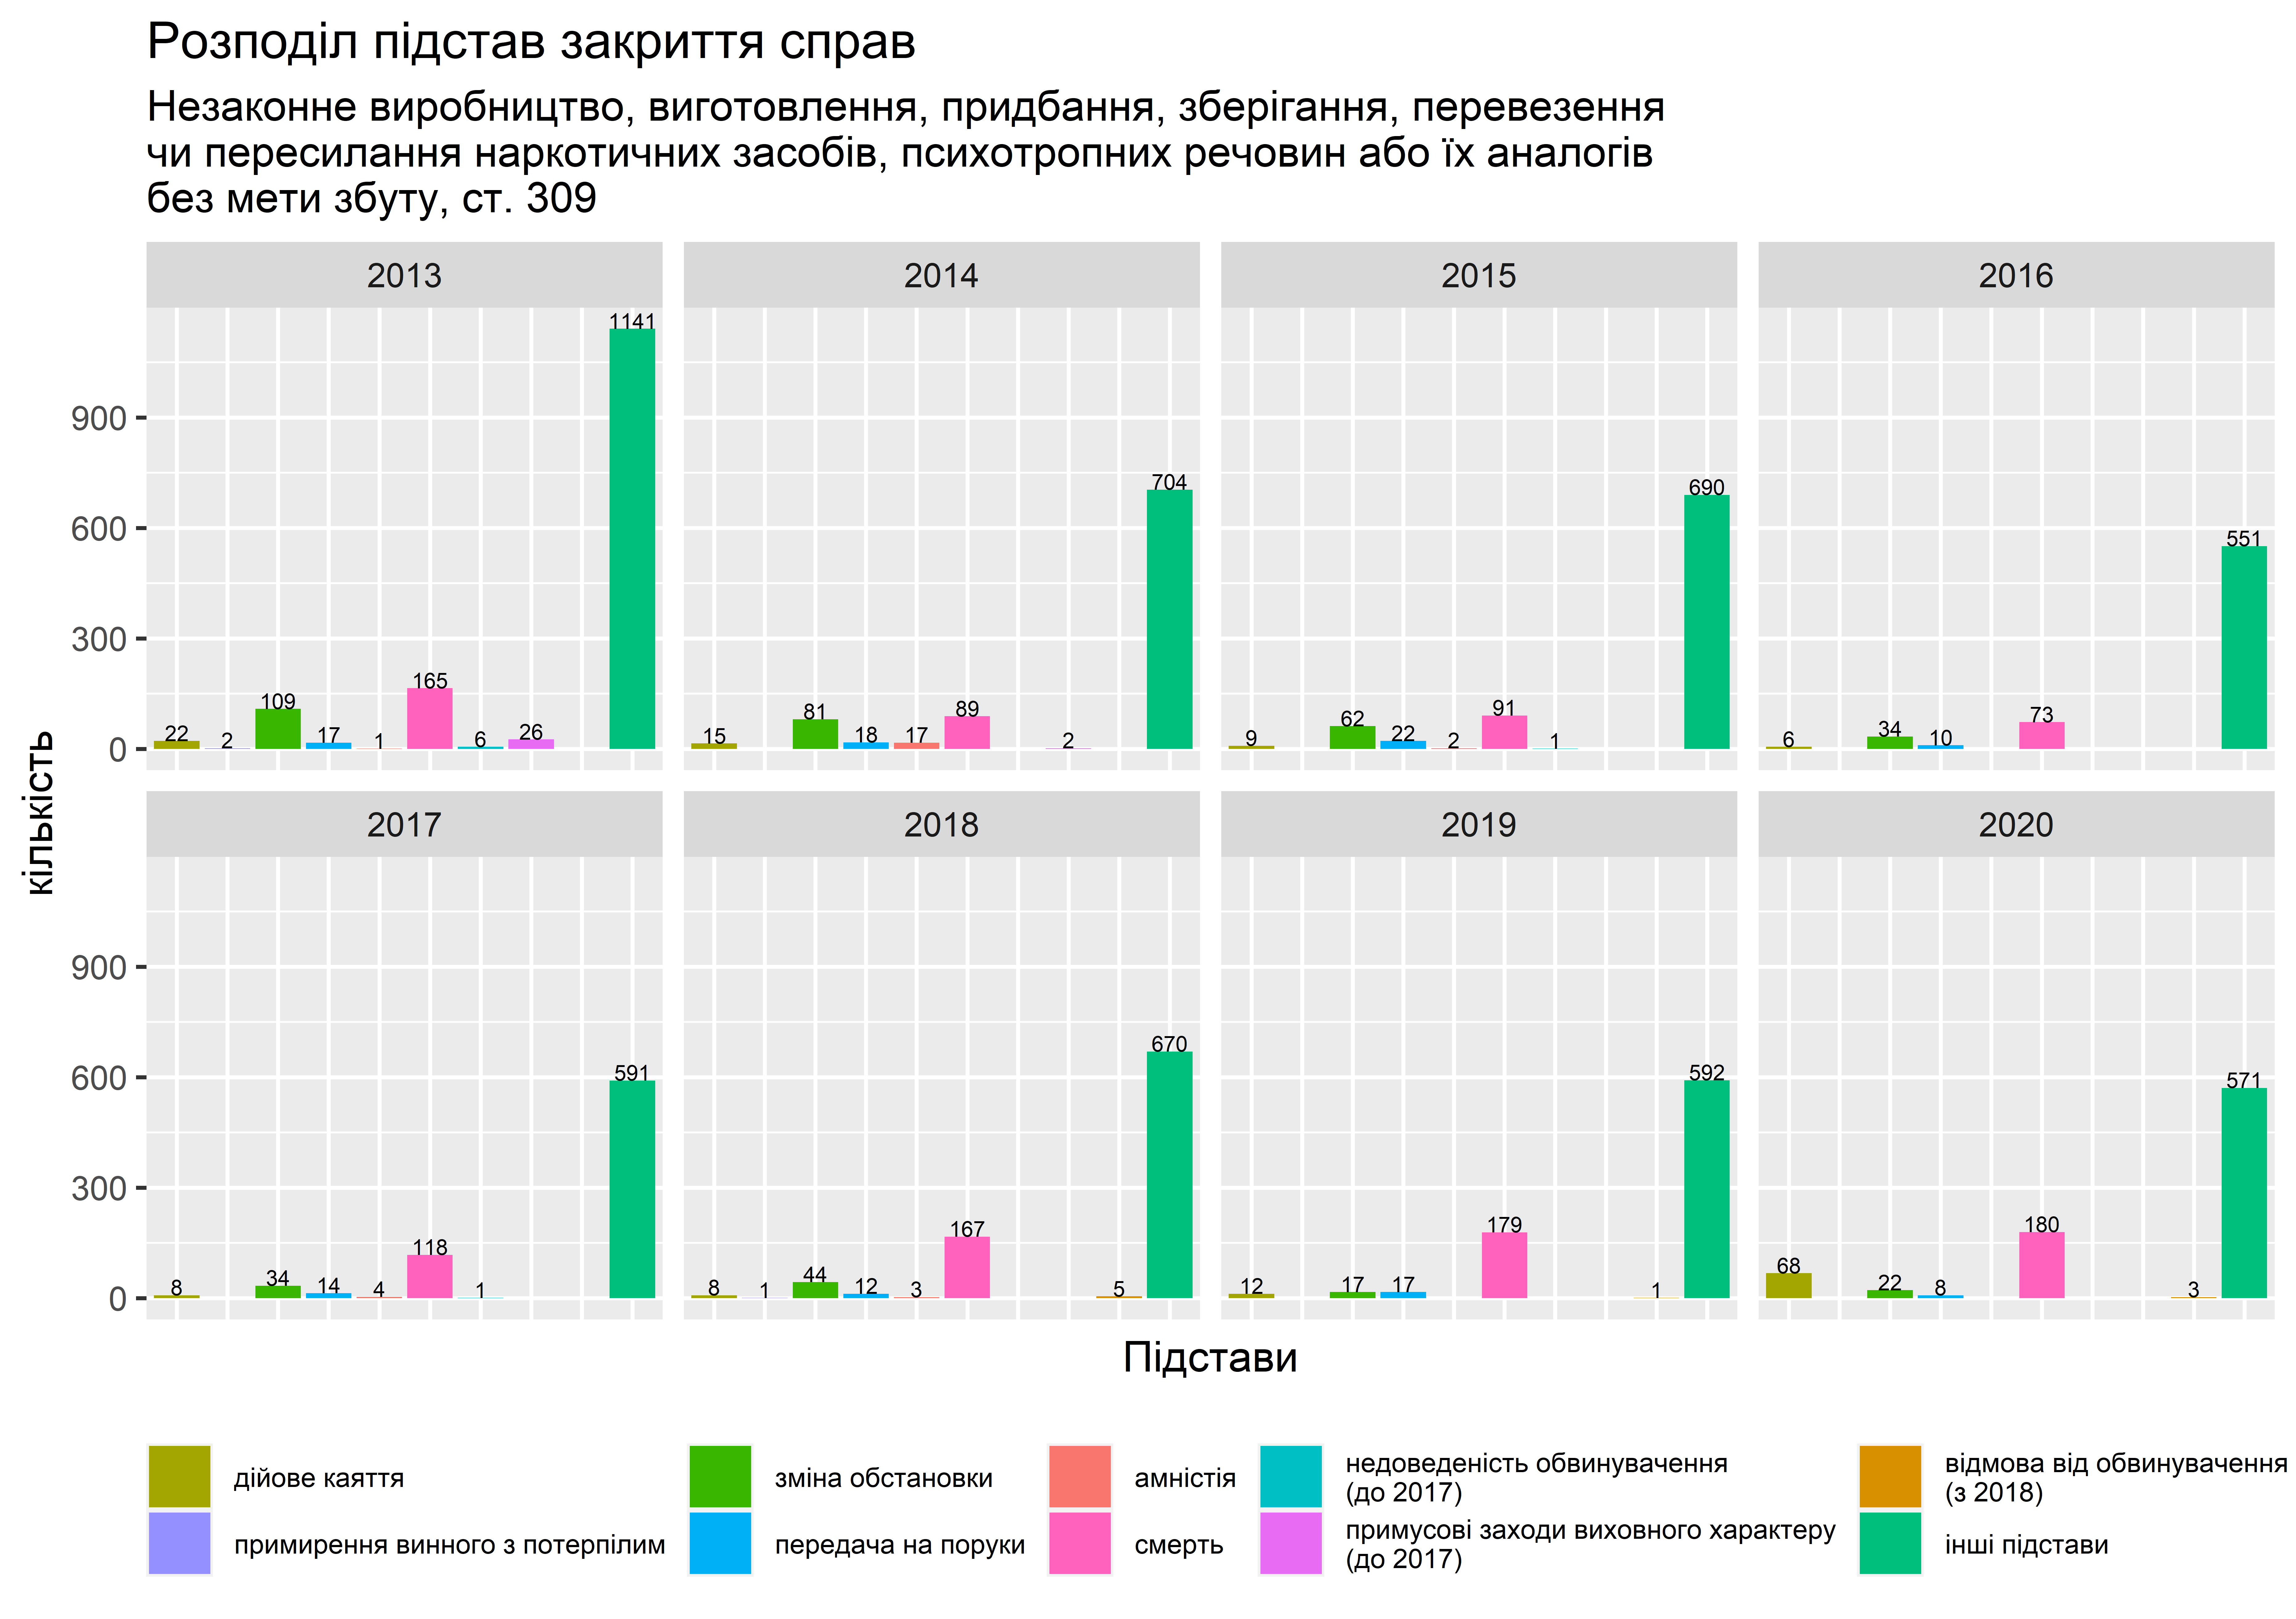 Розподіл підстав закриття справ
Незаконне виробництво, виготовлення, придбання, зберігання, перевезення
чи пересилання наркотичних засобів, психотропних речовин або їх аналогів
без мети збуту, ст. 309
2013 2014 2015 2016
1141
704
690
551
900
600
300
0
22 2 109 17 1 165 6 26
15 81 18 17 89 2
9 62 22 2 91 1
6 34 10 73
кількість
2017 2018 2019 2020
591
670
592
571
900
600
300
0
8 34 14 4 118 1
8 1 44 12 3 167 5
12 17 17 179 1
68 22 8 180 3
Підстави
дійове каяття
примирення винного з потерпілим
зміна обстановки
передача на поруки
амністія
смерть
недоведеність обвинувачення
(до 2017)
примусові заходи виховного характеру
(до 2017)
відмова від обвинувачення
(з 2018)
інші підстави